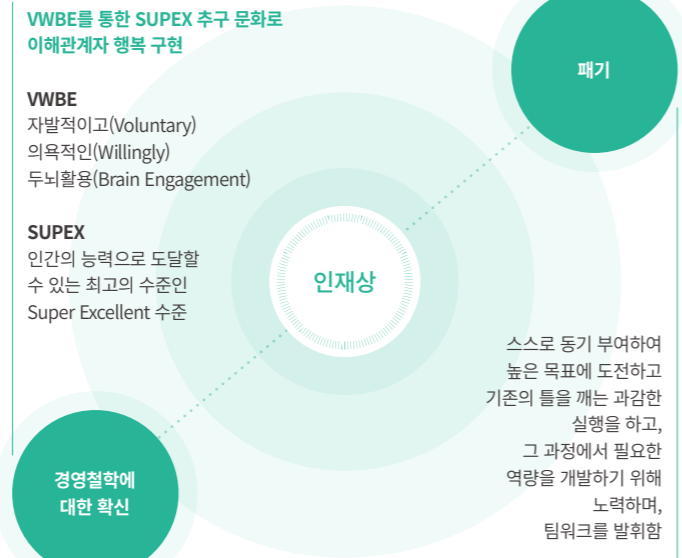 VWBE를 통한 SUPEX 추구 문화로
이해관계자 행복 구현
VWBE
자발적이고(Voluntary)
의욕적인(Willingly)
두뇌활용(Brain Engagement)
SUPEX
인간의 능력으로 도달할
수 있는 최고의 수준인
Super Excellent 수준
패기
인재상
경영철학에
대한 확신
스스로 동기 부여하여
높은 목표에 도전하고
기존의 틀을 깨는 과감한
실행을 하고,
그 과정에서 필요한
역량을 개발하기 위해
노력하며,
팀워크를 발휘함